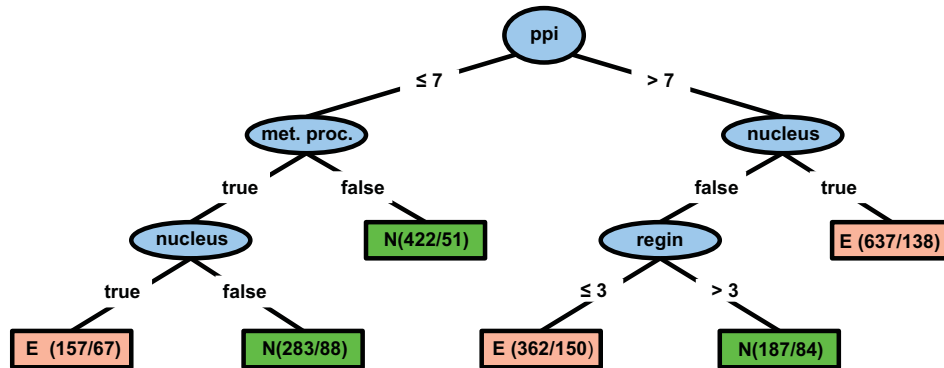 ppi
≤ 7
> 7
met. proc.
nucleus
true
false
false
true
nucleus
N(422/51)
regin
E (637/138)
true
false
≤ 3
> 3
E (157/67)
N(283/88)
E (362/150)
N(187/84)